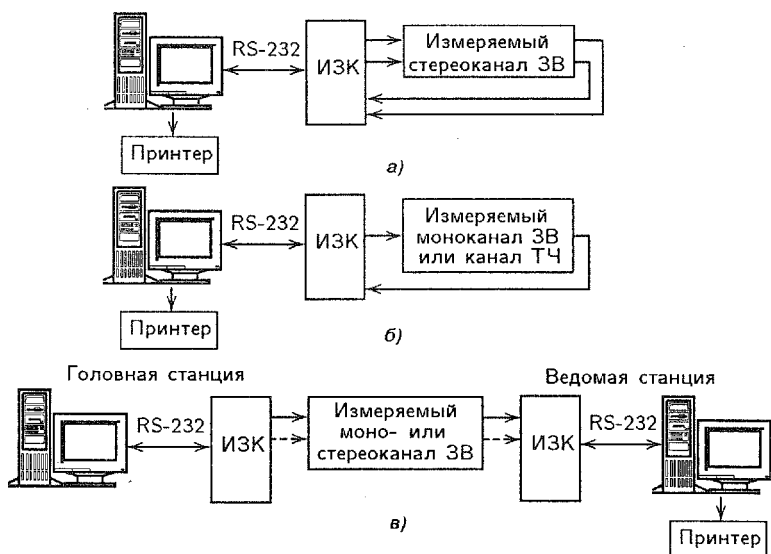 RS-232
ИЗК
Измеряемый
стереоканал ЗВ
Принтер
а)
RS-232
ИЗК
Измеряемый
моноканал ЗВ
или канал ТЧ
Принтер
б)
Головная станция
Ведомая станция
RS-232
ИЗК
Измеряемый
моно- или
стереоканал ЗВ
ИЗК
RS-232
в)
Принтер